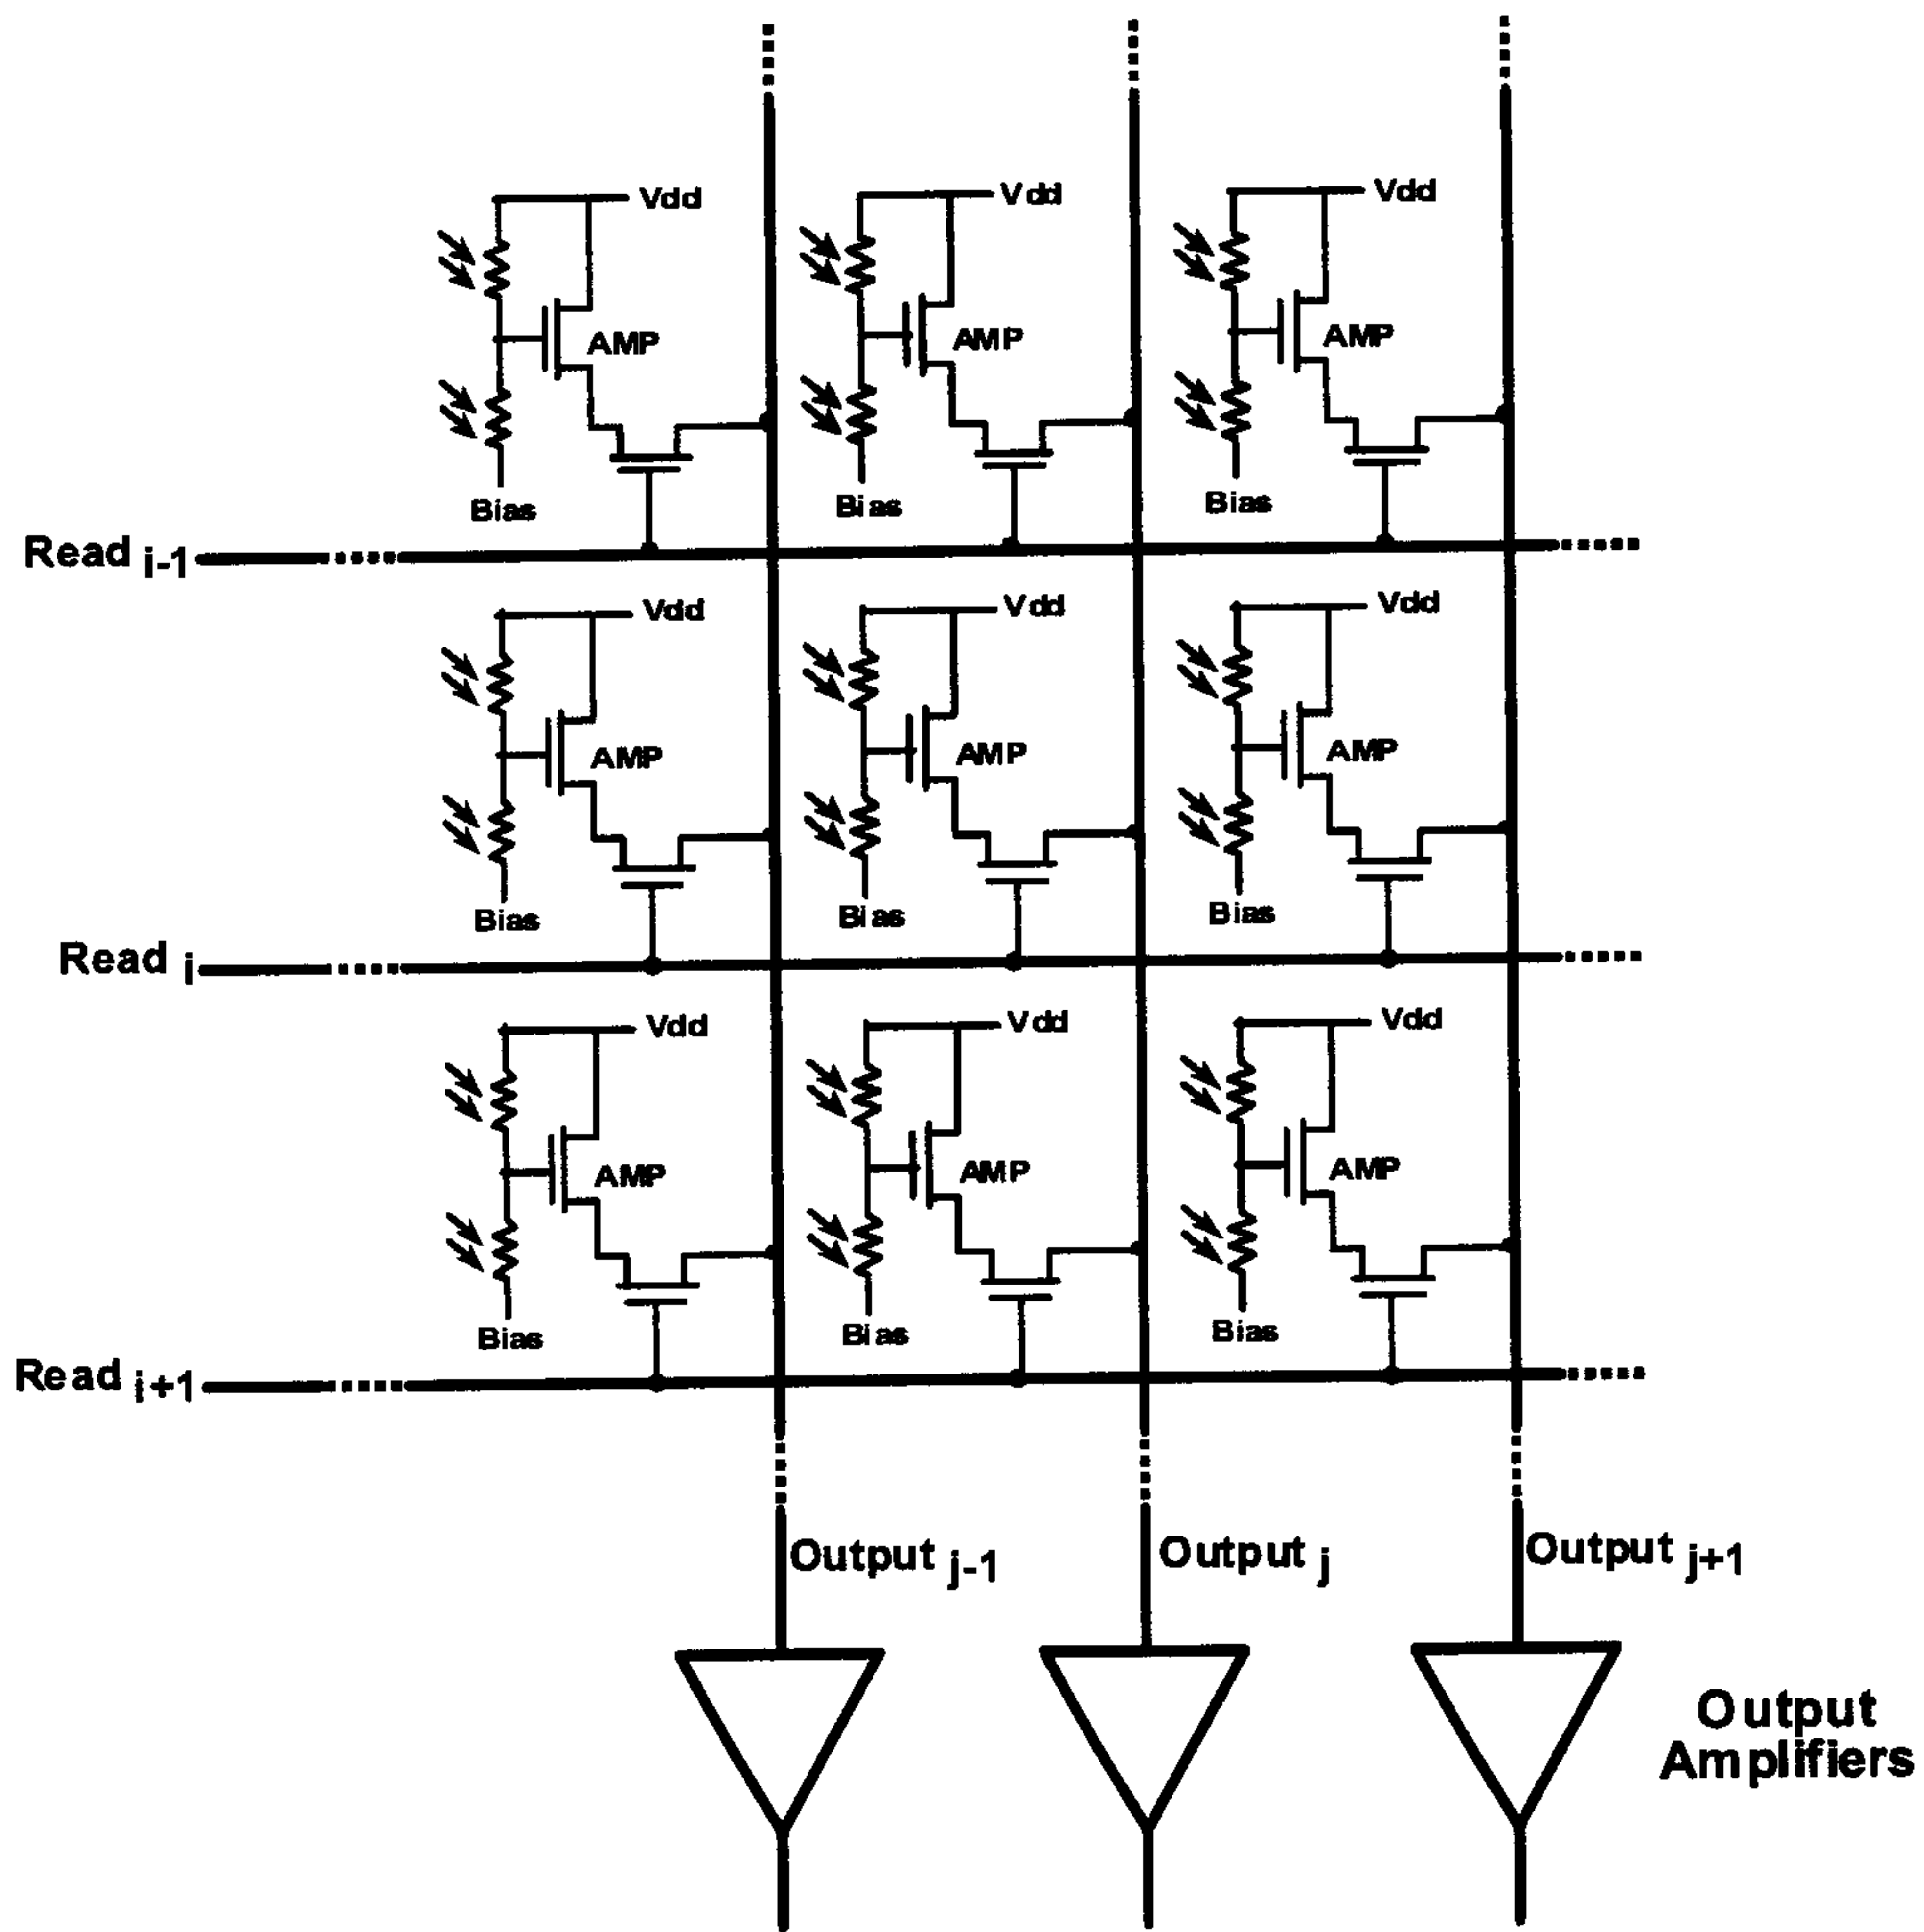 Vdd Vdd Vdd
AMP AMP AMP
Bias Bias Bias
Read i-1
Vdd Vdd Vdd
AMP AMP AMP
Bias Bias Bias
Read i
Vdd Vdd Vdd
AMP AMP AMP
Bias Bias Bias
Read i+1
Output j-1 Output j Output j+1
Output
Amplifiers